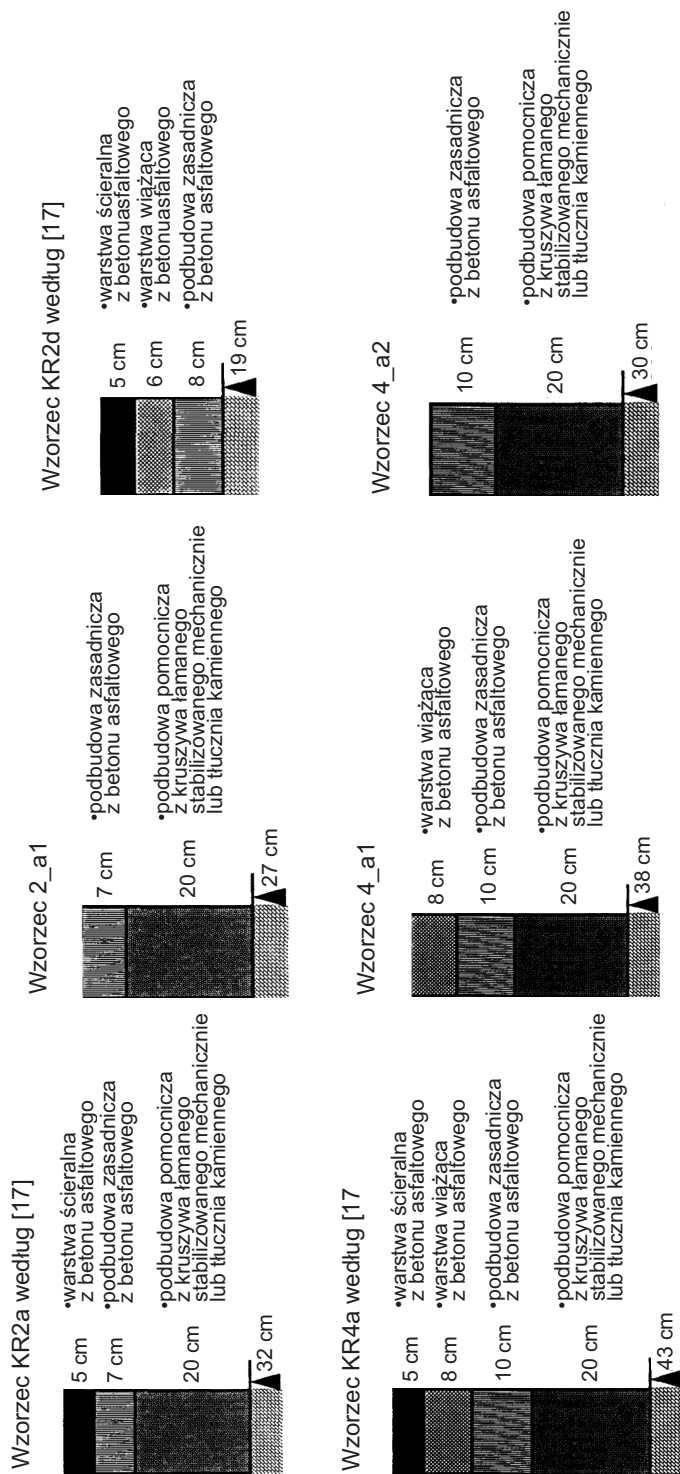 Wzorzec KR2a według [17]
5 cm
7 cm
20 cm
32 cm
•warstwa ścieralna
z betonu asfaltowego
•podbudowa zasadnicza
z betonu asfaltowego
•podbudowa pomocnicza
z kruszywa łamanego
stabilizowanego mechanicznie
lub tłucznia kamiennego
Wzorzec 2_a1
7 cm
20 cm
27 cm
•podbudowa zasadnicza
z betonu asfaltowego
•podbudowa pomocnicza
z kruszywa łamanego
stabilizowanego mechanicznie
lub tłucznia kamiennego
Wzorzec KR2d według [17]
5 cm
6 cm
8 cm
19 cm
•warstwa ścieralna
z betonuasfaltowego
•warstwa wiążąca
z betonuasfaltowego
•podbudowa zasadnicza
z betonu asfaltowego
Wzorzec KR4a według [17
5 cm
8 cm
10 cm
20 cm
43 cm
•warstwa ścieralna
z betonu asfaltowego
•warstwa wiążąca
z betonu asfaltowego
•podbudowa zasadnicza
z betonu asfaltowego
•podbudowa pomocnicza
z kruszywa łamanego
stabilizowanego mechanicznie
lub tłucznia kamiennego
Wzorzec 4_a1
8 cm
10 cm
20 cm
38 cm
•warstwa wiążąca
z betonu asfaltowego
•podbudowa zasadnicza
z betonu asfaltowego
•podbudowa pomocnicza
z kruszywa łamanego
stabilizowanego mechanicznie
lub tłucznia kamiennego
Wzorzec 4_a2
10 cm
20 cm
30 cm
•podbudowa zasadnicza
z betonu asfaltowego
•podbudowa pomocnicza
z kruszywa łamanego
stabilizowanego mechanicznie
lub tłucznia kamiennego